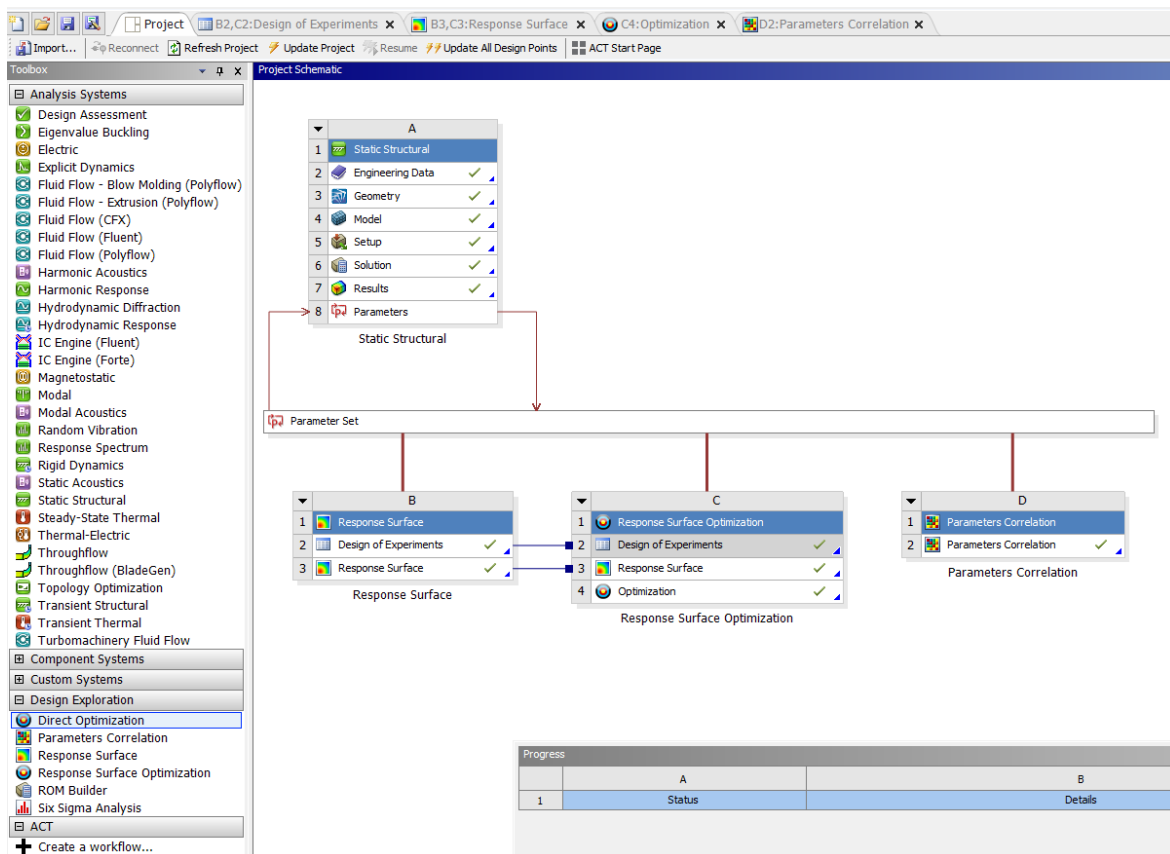 Project
B2,C2:Design of Experiments
B3,C3:Response Surface
C4:Optimization
D2:Parameters Correlation
Import... Reconnect Refresh Project Update Project Resume Update All Design Points ACT Start Page
Toolbox
Analysis Systems
Design Assessment
Eigenvalue Buckling
Electric
Explicit Dynamics
Fluid Flow - Blow Molding (Polyflow)
Fluid Flow - Extrusion (Polyflow)
Fluid Flow (CFX)
Fluid Flow (Fluent)
Fluid Flow (Polyflow)
Harmonic Acoustics
Harmonic Response
Hydrodynamic Diffraction
Hydrodynamic Response
IC Engine (Fluent)
IC Engine (Forte)
Magnetostatic
Modal
Modal Acoustics
Random Vibration
Response Spectrum
Rigid Dynamics
Static Acoustics
Static Structural
Steady-State Thermal
Thermal-Electric
Throughflow
Throughflow (BladeGen)
Topology Optimization
Transient Structural
Transient Thermal
Turbomachinery Fluid Flow
Component Systems
Custom Systems
Design Exploration
Direct Optimization
Parameters Correlation
Response Surface
Response Surface Optimization
ROM Builder
Six Sigma Analysis
ACT
Create a workflow...
Project Schematic
A
1 Static Structural
2 Engineering Data
3 Geometry
4 Model
5 Setup
6 Solution
7 Results
8 Parameters
Static Structural
Parameter Set
B
1 Response Surface
2 Design of Experiments
3 Response Surface
Response Surface
C
1 Response Surface Optimization
2 Design of Experiments
3 Response Surface
4 Optimization
Response Surface Optimization
D
1 Parameters Correlation
2 Parameters Correlation
Parameters Correlation
Progress
A B
1 Status Details